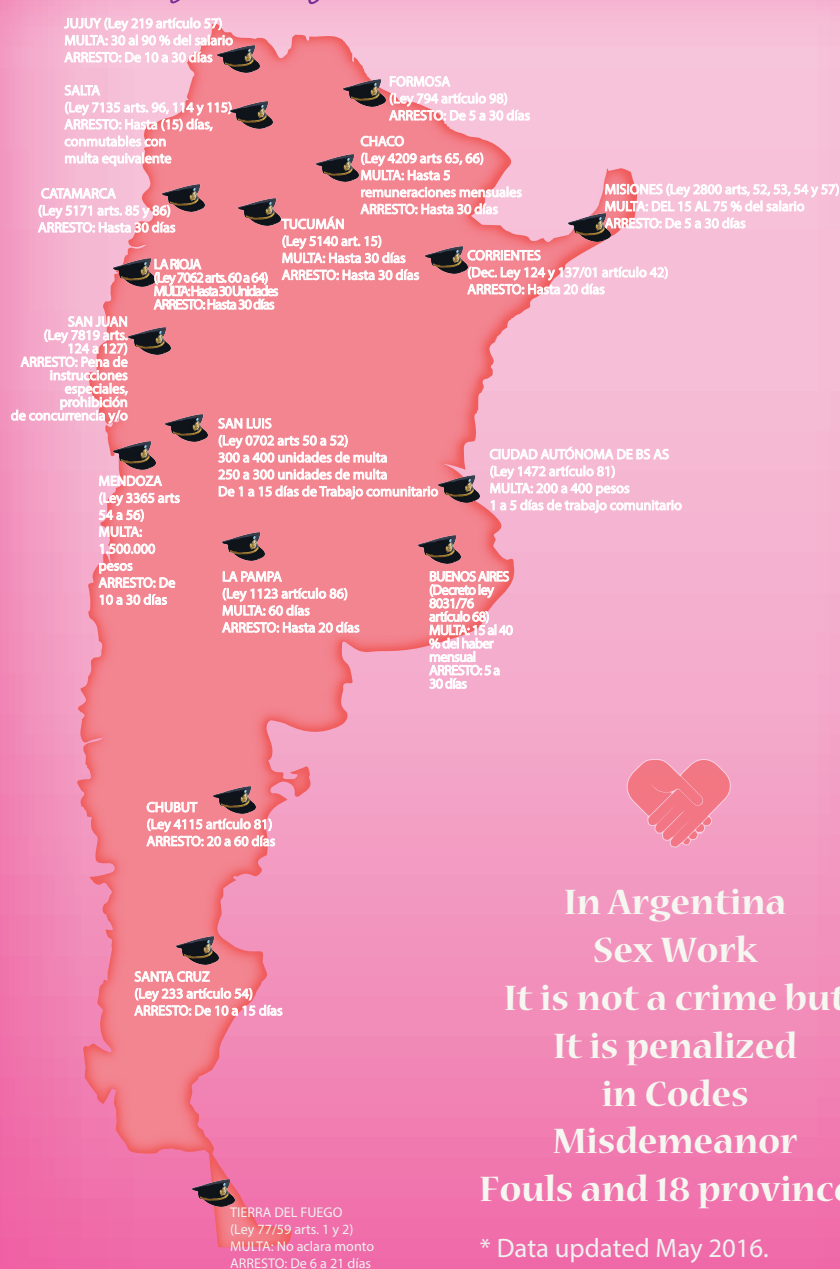 JUJUY (Ley 219 artículo 57)
MULTA: 30 al 90 % del salario
ARRESTO: De 10 a 30 días
SALTA
(Ley 7135 arts. 96, 114 y 115)
ARRESTO: Hasta (15) días,
conmutables con
multa equivalente
FORMOSA
(Ley 794 artículo 98)
ARRESTO: De 5 a 30 días
CHACO
(Ley 4209 arts 65, 66)
MULTA: Hasta 5
remuneraciones mensuales
ARRESTO: Hasta 30 días
MISIONES (Ley 2800 arts, 52, 53, 54 y 57)
MULTA: DEL 15 AL 75 % del salario
ARRESTO: De 5 a 30 días
CATAMARCA
(Ley 5171 arts. 85 y 86)
ARRESTO: Hasta 30 días
TUCUMÁN
(Ley 5140 art. 15)
MULTA: Hasta 30 días
ARRESTO: Hasta 30 días
CORRIENTES
(Dec. Ley 124 y 137/01 artículo 42)
ARRESTO: Hasta 20 días
LA RIOJA
(Ley 7062 arts. 60 a 64)
MULTA: Hasta 30 Unidades
ARRESTO: Hasta 30 días
SAN JUAN
(Ley 7819 arts.
124 a 127)
ARRESTO: Pena de
instrucciones
especiales,
prohibición
de concurrencia y/o
SAN LUIS
(Ley 0702 arts 50 a 52)
300 a 400 unidades de multa
250 a 300 unidades de multa
De 1 a 15 días de Trabajo comunitario
CIUDAD AUTÓNOMA DE BS AS
(Ley 1472 artículo 81)
MULTA: 200 a 400 pesos
1 a 5 días de trabajo comunitario
MENDOZA
(Ley 3365 arts
54 a 56)
MULTA:
1.500.000
pesos
ARRESTO: De
10 a 30 días
LA PAMPA
(Ley 1123 artículo 86)
MULTA: 60 días
ARRESTO: Hasta 20 días
BUENOS AIRES
(Decreto ley
8031/76
artículo 68)
MULTA: 15 al 40
% del haber
mensual
ARRESTO: 5 a
30 días
CHUBUT
(Ley 4115 artículo 81)
ARRESTO: 20 a 60 días
SANTA CRUZ
(Ley 233 artículo 54)
ARRESTO: De 10 a 15 días
TIERRA DEL FUEGO
(Ley 77/59 arts. 1 y 2)
MULTA: No aclara monto
ARRESTO: De 6 a 21 días
In Argentina
Sex Work
It is not a crime but
It is penalized
in Codes
Misdemeanor
Fouls and 18 provinc
* Data updated May 2016.